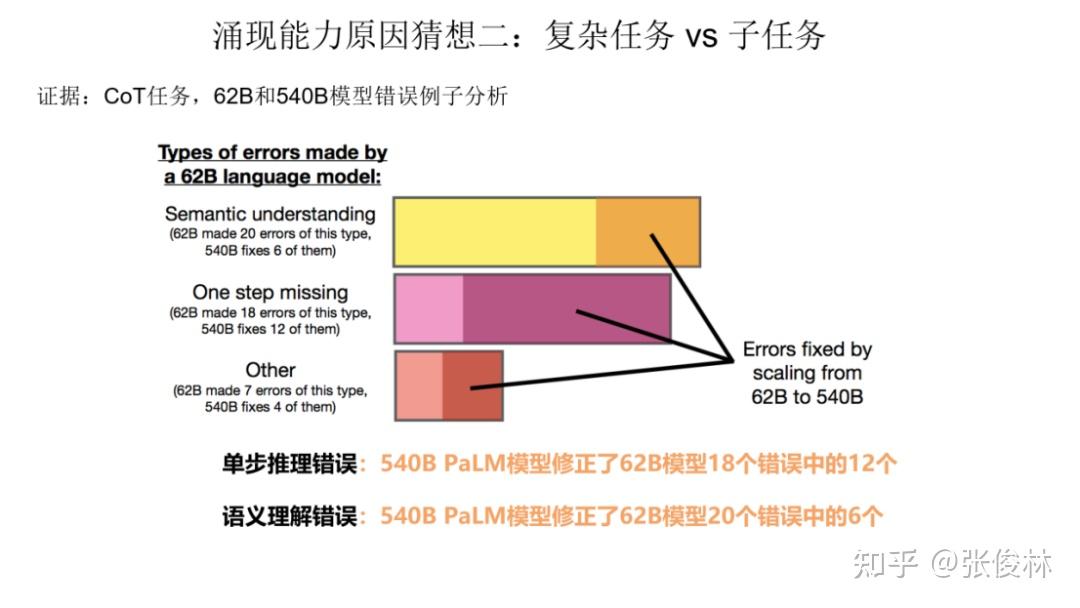 涌现能力原因猜想二：复杂任务 vs 子任务
证据：CoT任务，62B和540B模型错误例子分析
Types of errors made by
a 62B language model:
Semantic understanding
(62B made 20 errors of this type,
540B fixes 6 of them)
One step missing
(62B made 18 errors of this type,
540B fixes 12 of them)
Other
(62B made 7 errors of this type,
540B fixes 4 of them)
Errors fixed by
scaling from
62B to 540B
单步推理错误：540B PaLM模型修正了62B模型18个错误中的12个
语义理解错误：540B PaLM模型修正了62B模型20个错误中的6个
知乎 @张俊林